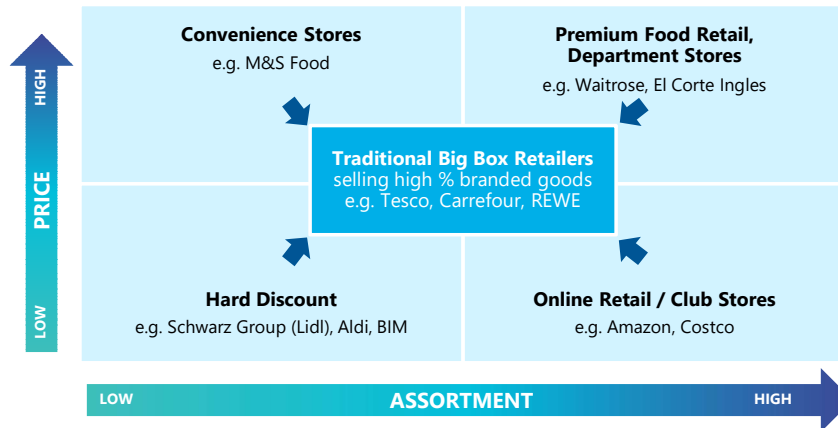 Convenience Stores
e.g. M&S Food
Premium Food Retail,
Department Stores
e.g. Waitrose, El Corte Ingles
HIGH
PRICE
LOW
Traditional Big Box Retailers
selling high % branded goods
e.g. Tesco, Carrefour, REWE
Hard Discount
e.g. Schwarz Group (Lidl), Aldi, BIM
Online Retail / Club Stores
e.g. Amazon, Costco
LOW
ASSORTMENT
HIGH